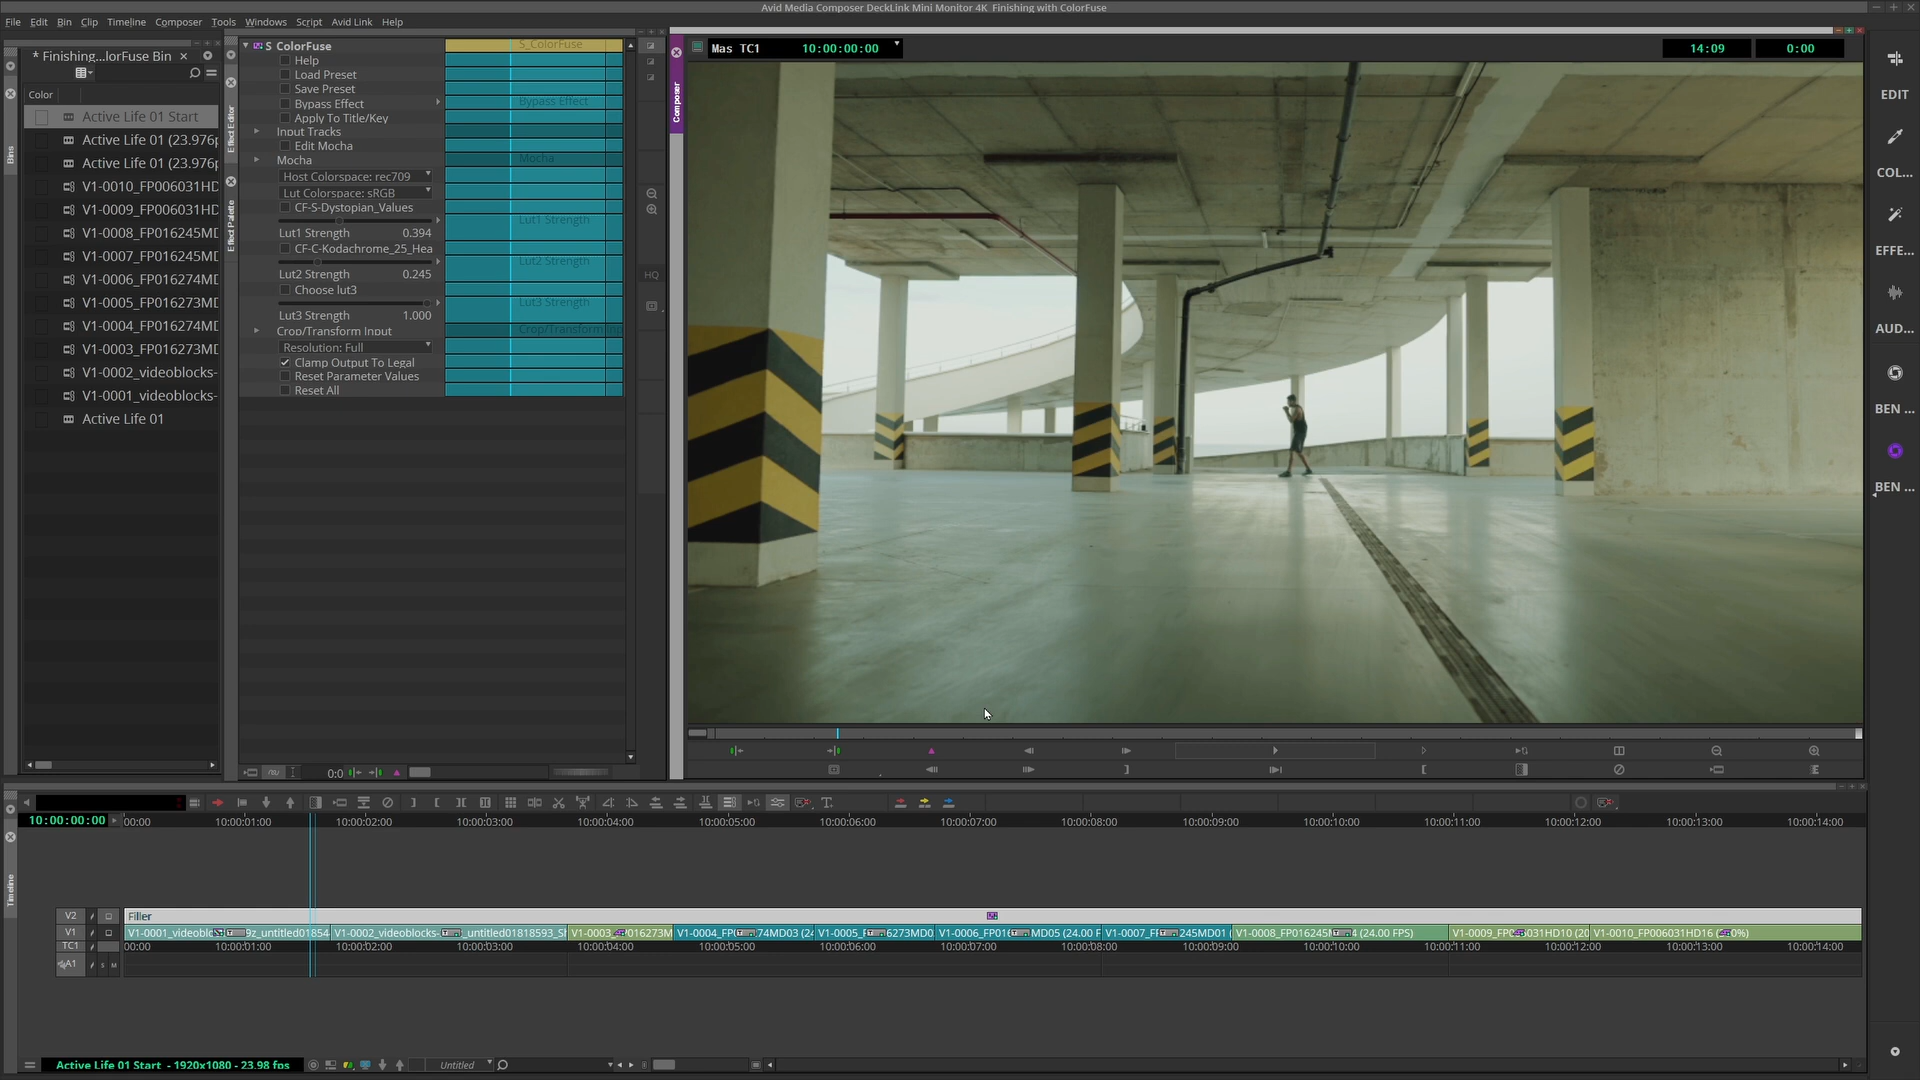 Avid Media Composer DeckLink Mini Monitor 4K  Finishing with ColorFuse
File Edit Bin Clip Timeline Composer Tools Windows Script Avid Link Help
* Finishing...lorFuse Bin
Color
Active Life 01 Start
Active Life 01 (23.976p
Active Life 01 (23.976p
V1-0010_FP006031HD
V1-0009_FP006031HD
V1-0008_FP016245MD
V1-0007_FP016245MD
V1-0006_FP016274MD
V1-0005_FP016273MD
V1-0004_FP016274MD
V1-0003_FP016273MD
V1-0002_videoblocks-
V1-0001_videoblocks-
Active Life 01
Bins
Effect Editor
Effect Palette
S_ColorFuse
S_ColorFuse
Help
Load Preset
Save Preset
Bypass Effect
Bypass Effect
Apply To Title/Key
Input Tracks
Edit Mocha
Mocha
Mocha
Host Colorspace: rec709
Lut Colorspace: sRGB
CF-S-Dystopian_Values
Lut1 Strength
Lut1 Strength 0.394
CF-C-Kodachrome_25_Hea
Lut2 Strength
Lut2 Strength 0.245
Choose lut3
Lut3 Strength
Lut3 Strength 1.000
Crop/Transform Input
Crop/Transform Inp
Resolution: Full
Clamp Output To Legal
Reset Parameter Values
Reset All
0:0
HQ
Composer
Mas TC1 10:00:00:00
14:09 0:00
EDIT
COL...
EFFE...
AUD...
BEN ...
BEN ...
10:00:00:00
00:00 10:00:01:00 10:00:02:00 10:00:03:00 10:00:04:00 10:00:05:00 10:00:06:00 10:00:07:00 10:00:08:00 10:00:09:00 10:00:10:00 10:00:11:00 10:00:12:00 10:00:13:00 10:00:14:00
Timeline
V2 Filler
V1 V1-0001_videoblo 9z_untitled01854 V1-0002_videoblocks- _untitled01818593_S V1-0003 016273M V1-0004_FP 74MD03 (24 V1-0005_F 6273MD0 V1-0006_FP01 MD05 (24.00 F V1-0007_FP 245MD01 ( V1-0008_FP016245 4 (24.00 FPS) V1-0009_FP0 031HD10 (20 V1-0010_FP006031HD16 ( 0%)
TC1 00:00 10:00:01:00 10:00:02:00 10:00:03:00 10:00:04:00 10:00:05:00 10:00:06:00 10:00:07:00 10:00:08:00 10:00:09:00 10:00:10:00 10:00:11:00 10:00:12:00 10:00:13:00 10:00:14:00
A1 S M
Active Life 01 Start - 1920x1080 - 23.98 fps
Untitled